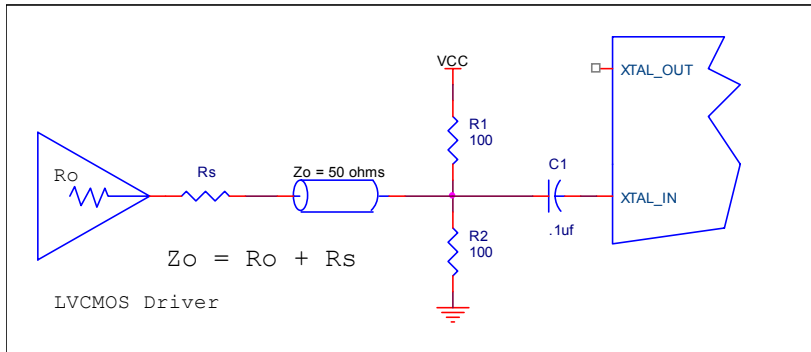 VCC
XTAL_OUT
R1
100
Ro
Rs
Zo = 50 ohms
C1
XTAL_IN
.1uf
R2
100
Zo = Ro + Rs
LVCMOS Driver